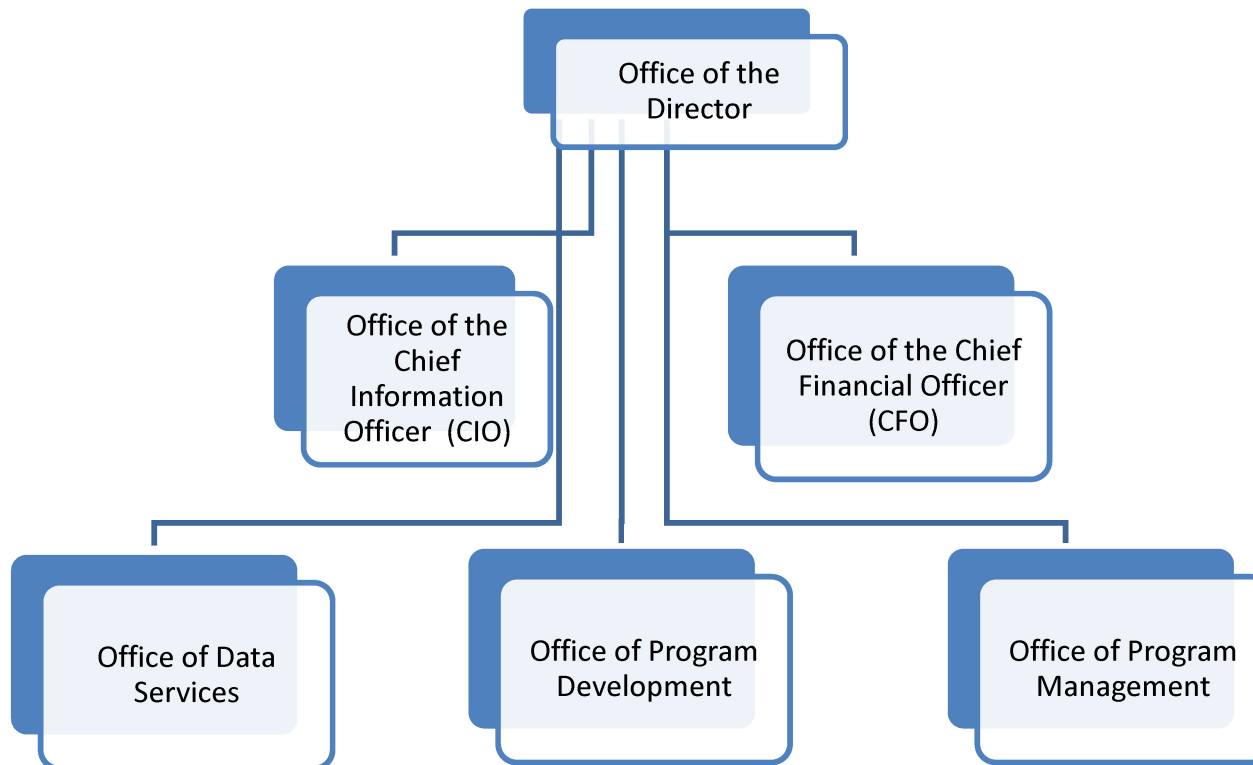 Office of the
Director
Office of the
Chief
Information
Officer  (CIO)
Office of the Chief
Financial Officer
(CFO)
Office of Data
Services
Office of Program
Development
Office of Program
Management